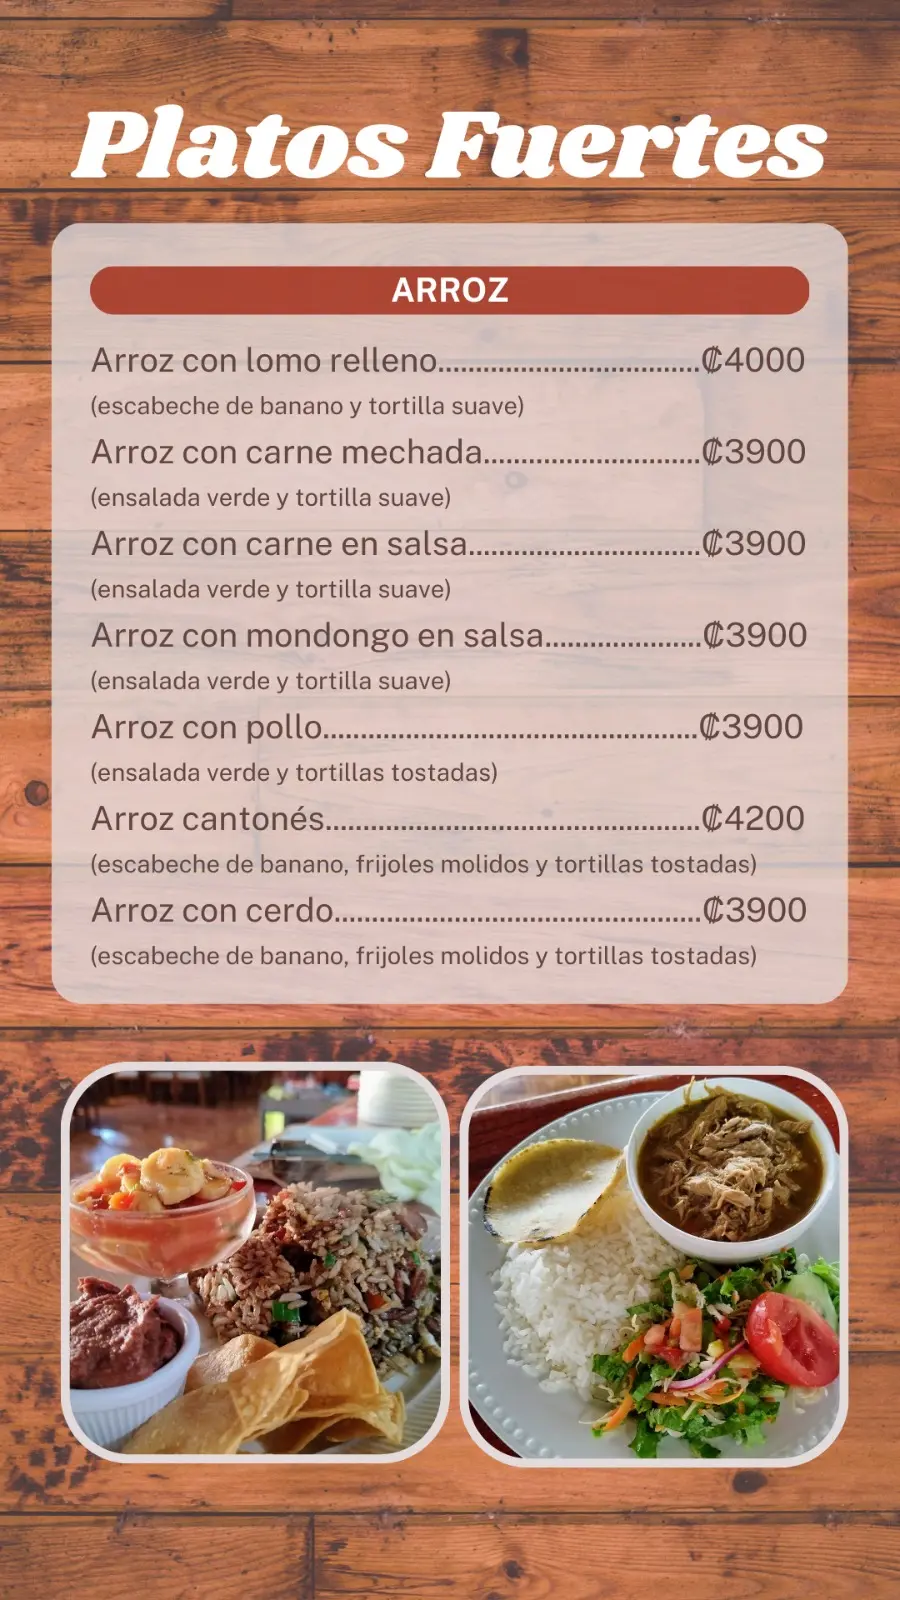 Platos Fuertes
ARROZ
Arroz con lomo relleno..................................₡4000
(escabeche de banano y tortilla suave)
Arroz con carne mechada............................₡3900
(ensalada verde y tortilla suave)
Arroz con carne en salsa..............................₡3900
(ensalada verde y tortilla suave)
Arroz con mondongo en salsa....................₡3900
(ensalada verde y tortilla suave)
Arroz con pollo.................................................₡3900
(ensalada verde y tortillas tostadas)
Arroz cantonés.................................................₡4200
(escabeche de banano, frijoles molidos y tortillas tostadas)
Arroz con cerdo................................................₡3900
(escabeche de banano, frijoles molidos y tortillas tostadas)